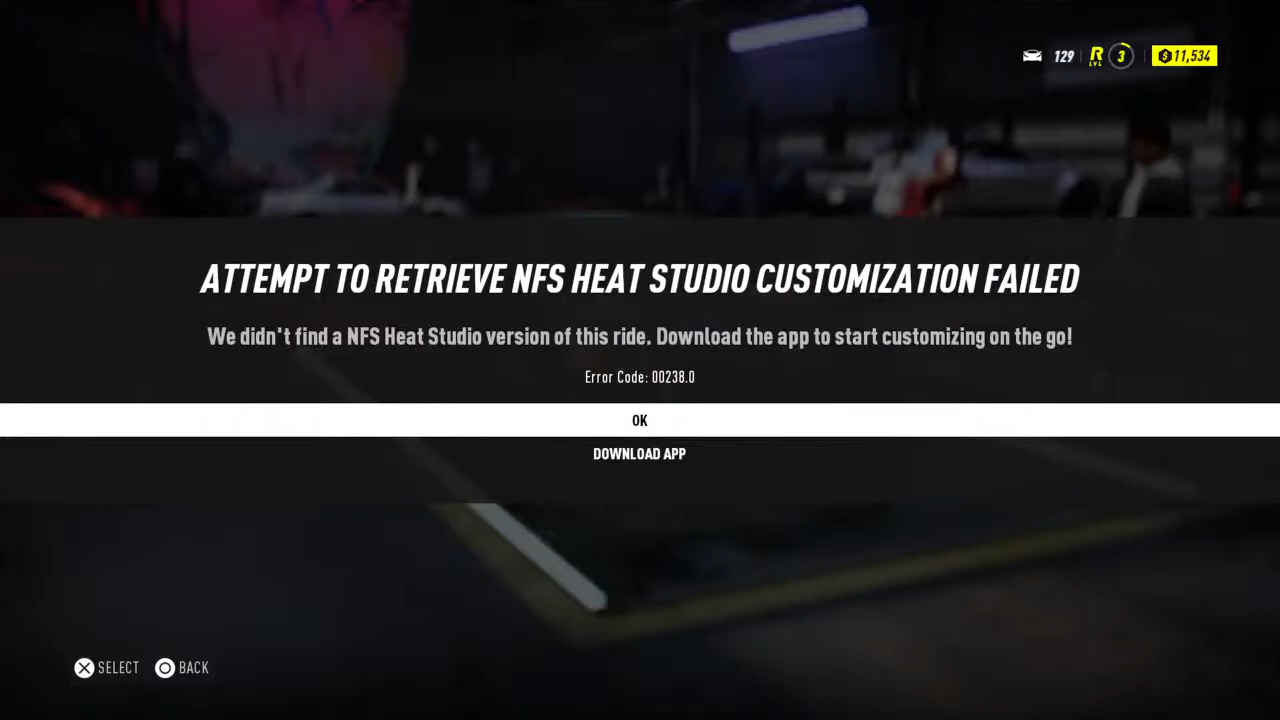 129 R LVL 3 $ 11,534
ATTEMPT TO RETRIEVE NFS HEAT STUDIO CUSTOMIZATION FAILED
We didn't find a NFS Heat Studio version of this ride. Download the app to start customizing on the go!
Error Code: 00238.0
OK
DOWNLOAD APP
SELECT BACK